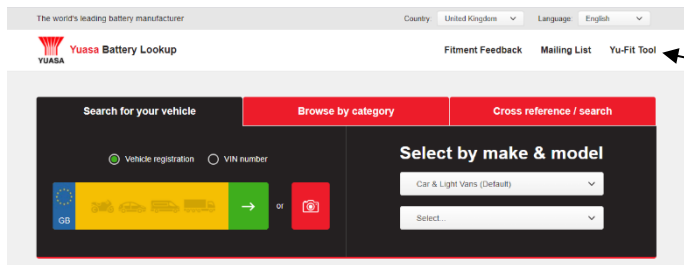 The world's leading battery manufacturer
Country: United Kingdom Language: English
YUASA
Yuasa Battery Lookup
Fitment Feedback Mailing List Yu-Fit Tool
Search for your vehicle Browse by category Cross reference / search
Vehicle registration VIN number
GB
or
Select by make & model
Car & Light Vans (Default)
Select...